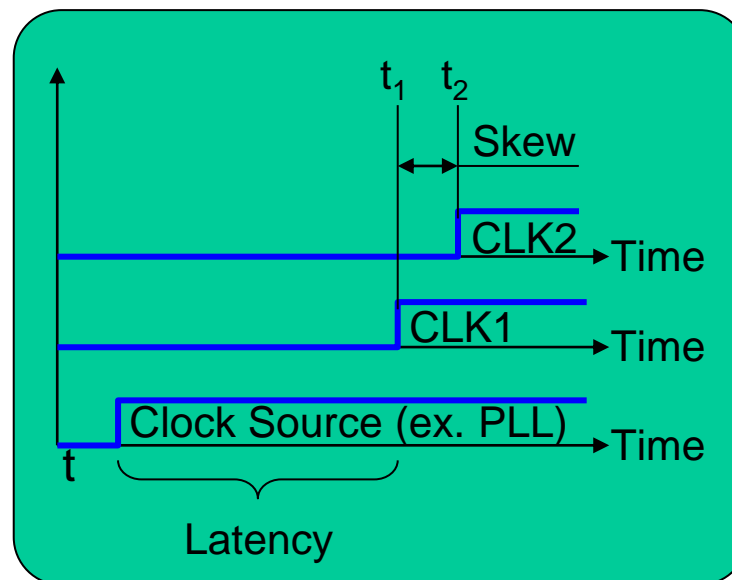 t1 t2
Skew
CLK2
Time
CLK1
Time
Clock Source (ex. PLL)
Time
t
Latency